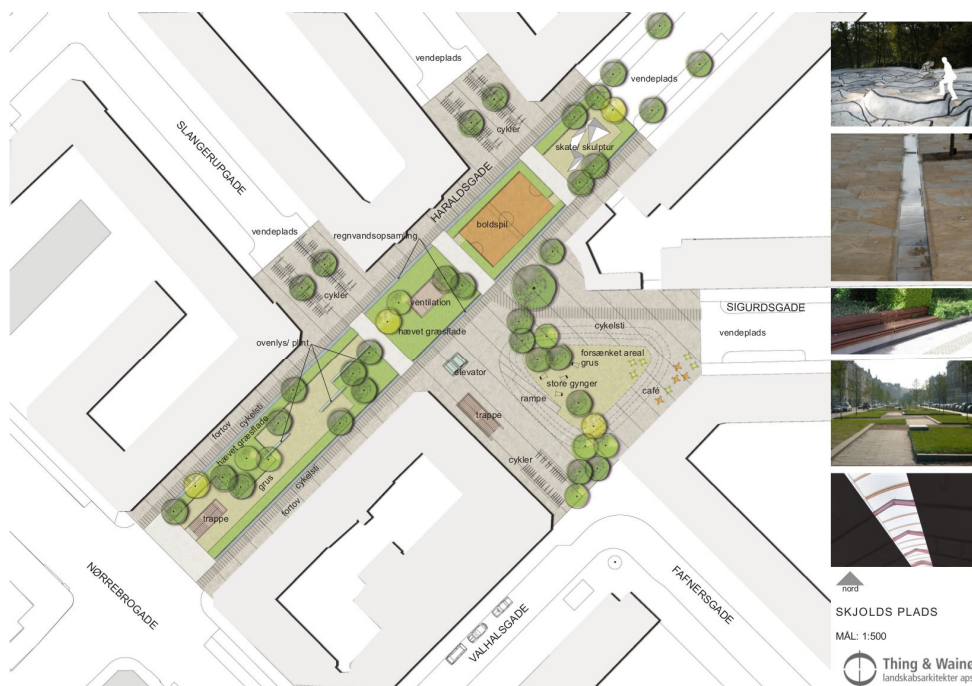 vendeplads
vendeplads
SLANGERUPGADE
cykler
skate/ skulptur
HARALDSGADE
boldspil
vendeplads
regnvandsopsamling
cykler
ventilation
SIGURDSGADE
vendeplads
hævet græsflade
cykelsti
ovenlys/ plint
forsænket areal
grus
elevator
store gynger
café
rampe
trappe
fortov
cykelsti
hævet græsflade
grus
cykler
cykelsti
fortov
trappe
NØRREBROGADE
VALHALSGADE
FAFNERSGADE
nord
SKJOLDS PLADS
MÅL: 1:500
Thing & Wainø
landskabsarkitekter aps